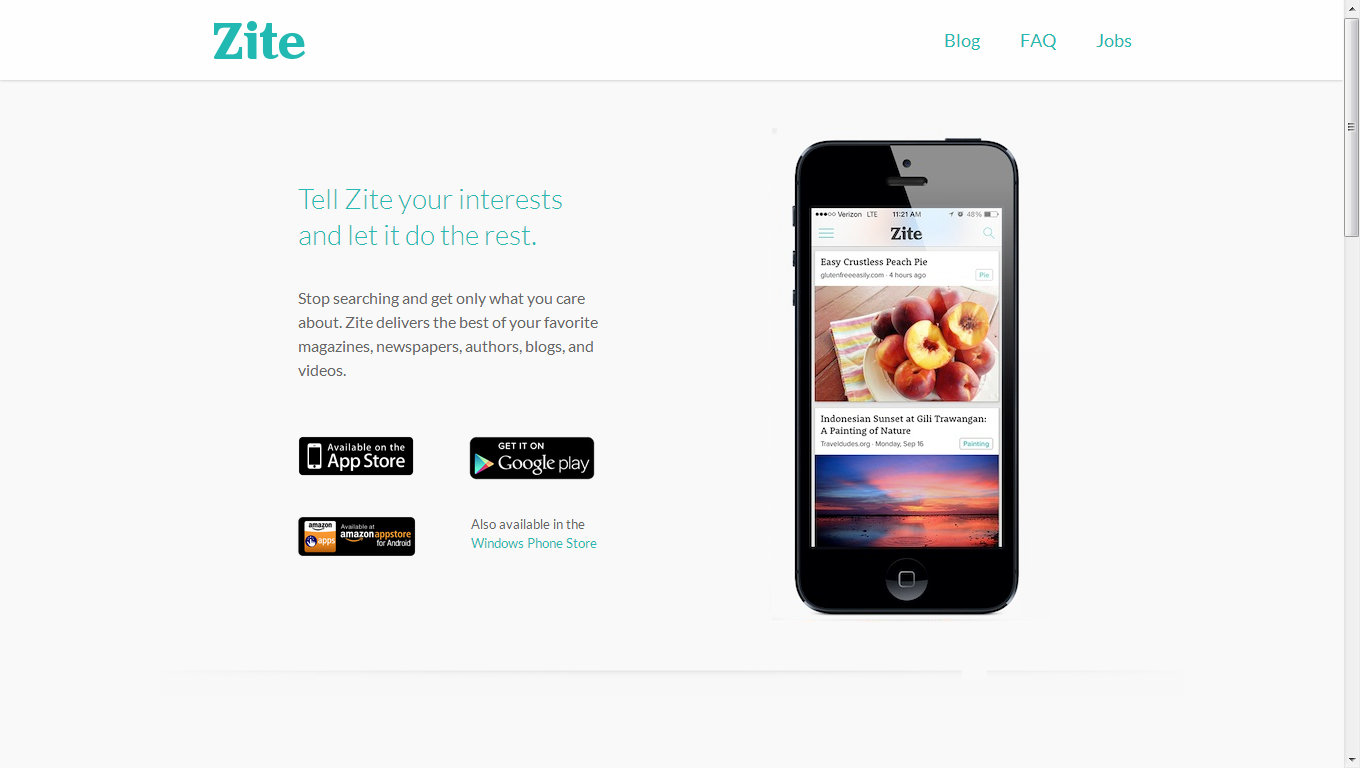 Zite
Blog
FAQ
Jobs
Tell Zite your interests
and let it do the rest.
Stop searching and get only what you care
about. Zite delivers the best of your favorite
magazines, newspapers, authors, blogs, and
videos.
Available on the
App Store
GET IT ON
Google play
amazon
apps
Available at
amazonappstore
for Android
Also available in the
Windows Phone Store
Verizon LTE 11:21 AM 48%
Zite
Easy Crustless Peach Pie
glutenfreeeasily.com · 4 hours ago
Pie
Indonesian Sunset at Gili Trawangan:
A Painting of Nature
Traveldudes.org · Monday, Sep 16
Painting